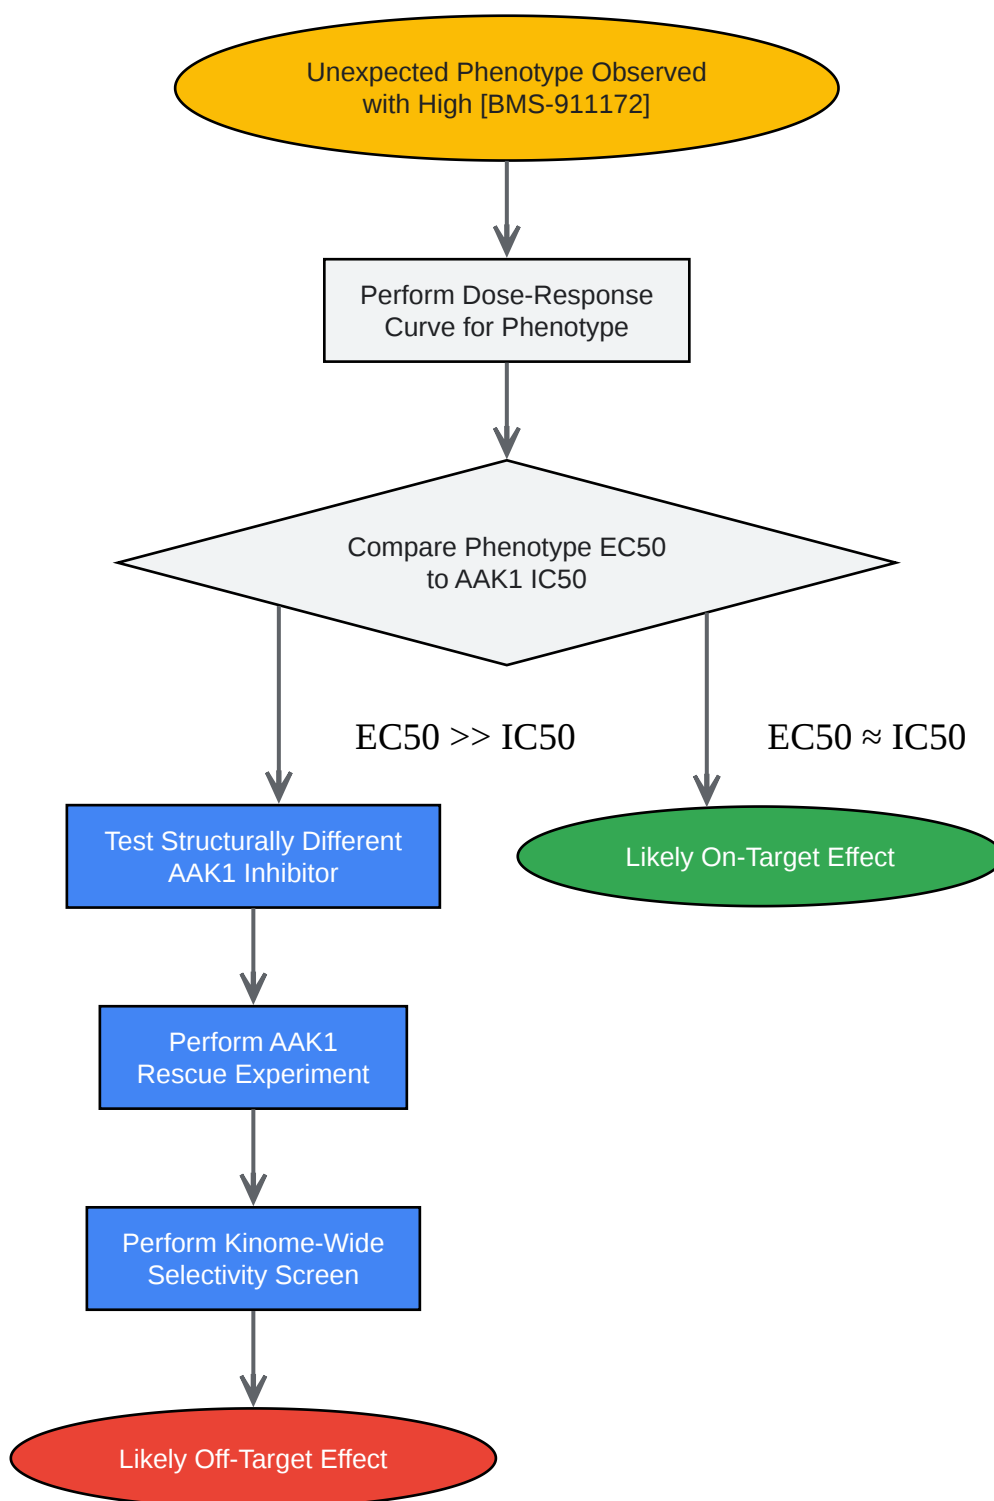 Unexpected Phenotype Observed
with High [BMS-911172]
Perform Dose-Response
Curve for Phenotype
Compare Phenotype EC50
to AAK1 IC50
EC50 >> IC50
EC50 ≈ IC50
Test Structurally Different
AAK1 Inhibitor
Likely On-Target Effect
Perform AAK1
Rescue Experiment
Perform Kinome-Wide
Selectivity Screen
Likely Off-Target Effect